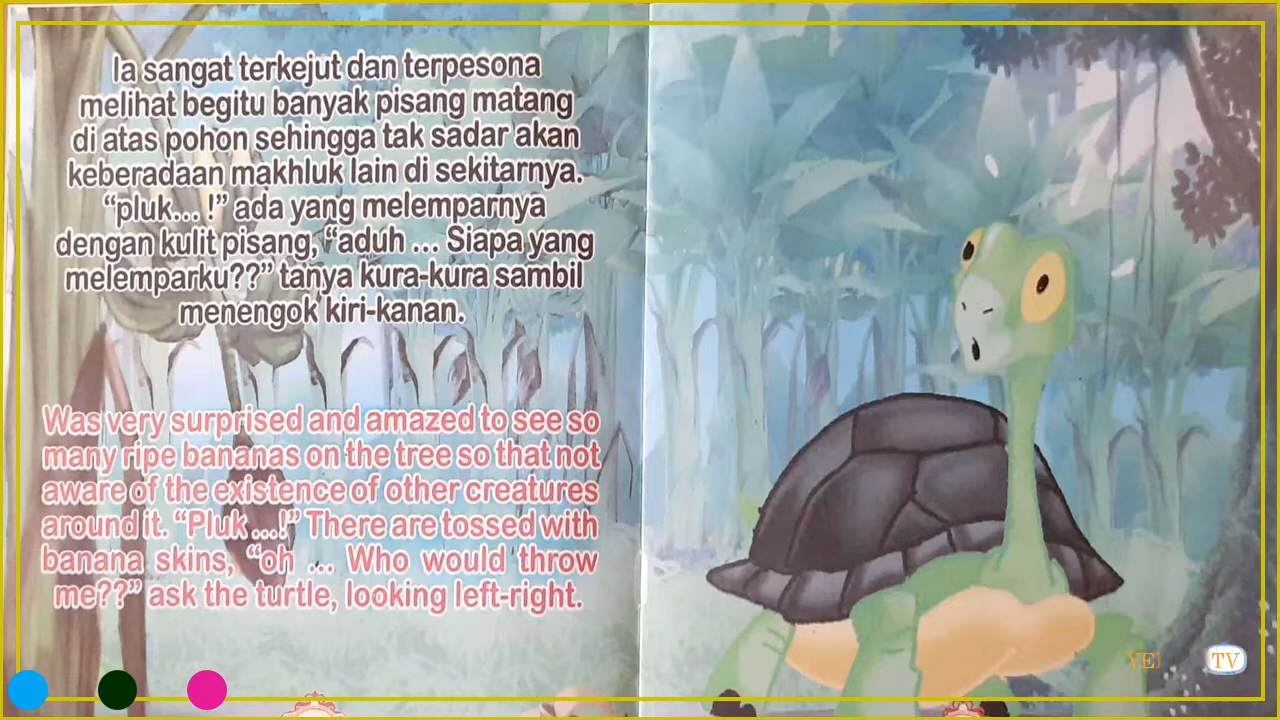 Ia sangat terkejut dan terpesona
melihat begitu banyak pisang matang
di atas pohon sehingga tak sadar akan
keberadaan makhluk lain di sekitarnya.
“pluk... !” ada yang melemparnya
dengan kulit pisang, “aduh ... Siapa yang
melemparku??” tanya kura-kura sambil
menengok kiri-kanan.
Was very surprised and amazed to see so
many ripe bananas on the tree so that not
aware of the existence of other creatures
around it. “Pluk ...!” There are tossed with
banana skins, “oh ... Who would throw
me??” ask the turtle, looking left-right.
TV